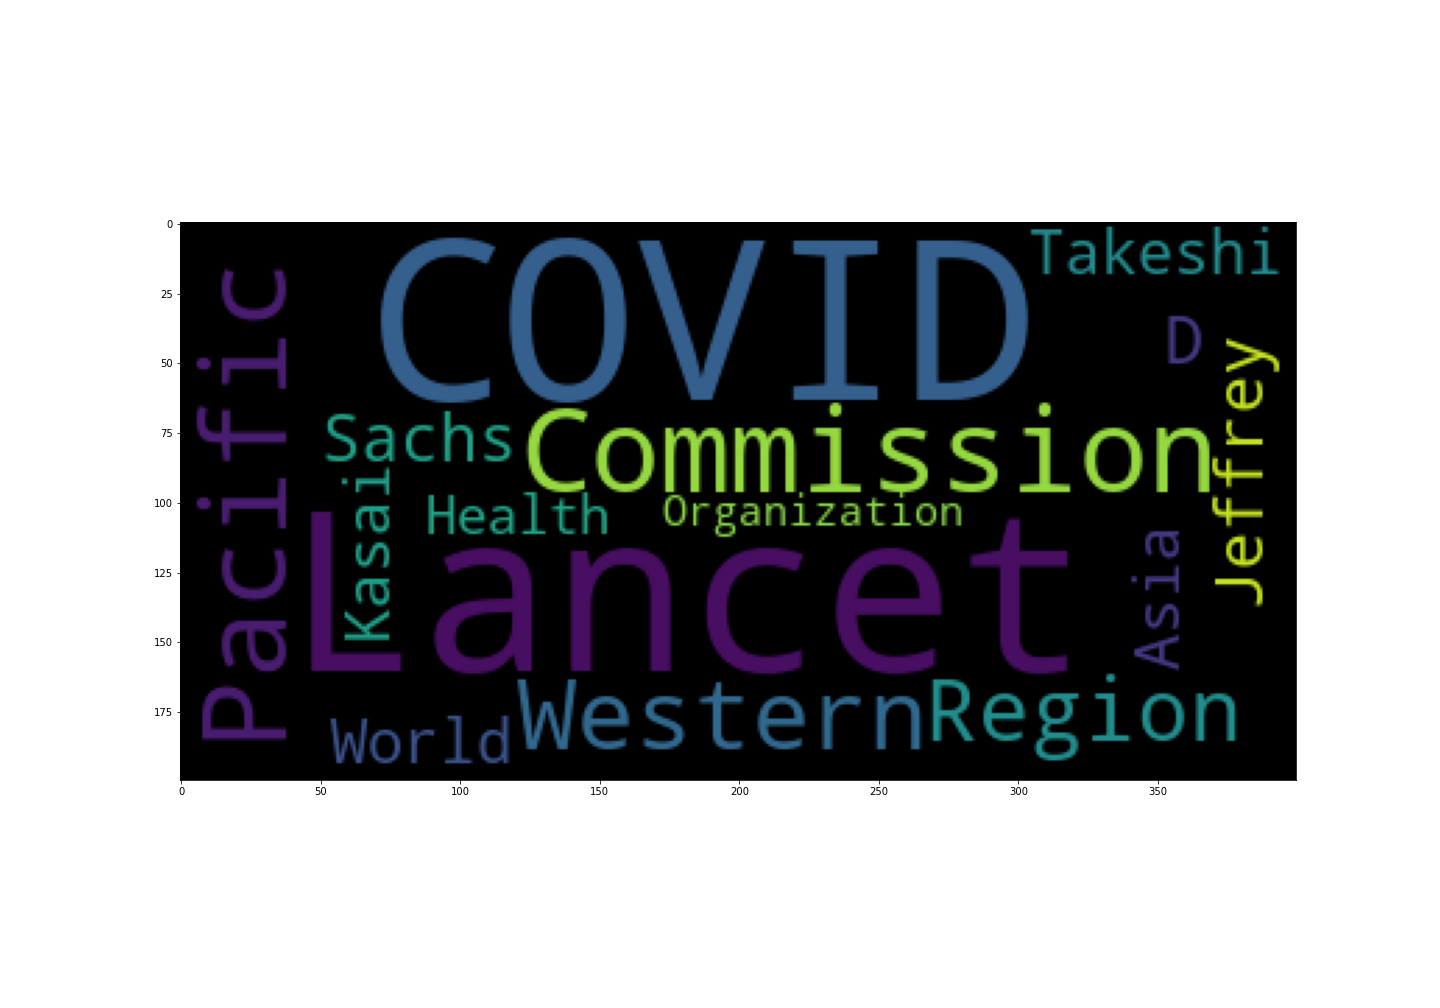 COVID
Takeshi
D
Pacific
Jeffrey
Sachs
Commission
Kasai
Health
Organization
Lancet
Asia
World
Western
Region
0
25
50
75
100
125
150
175
0
50
100
150
200
250
300
350